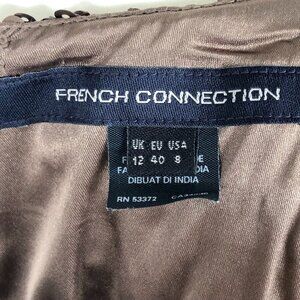 FRENCH CONNECTION
UK EU USA
12 40 8
DIBUAT DI INDIA
RN 53372